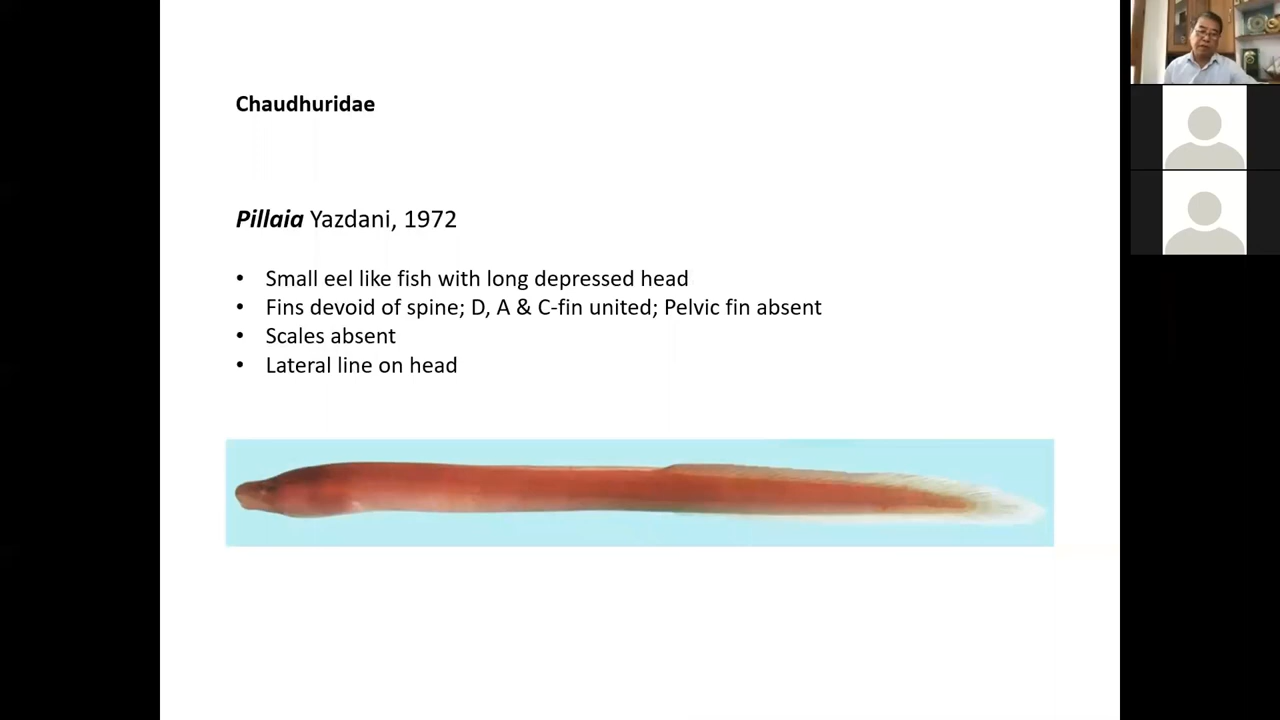 Chaudhuridae
Pillaia Yazdani, 1972
• Small eel like fish with long depressed head
• Fins devoid of spine; D, A & C-fin united; Pelvic fin absent
• Scales absent
• Lateral line on head